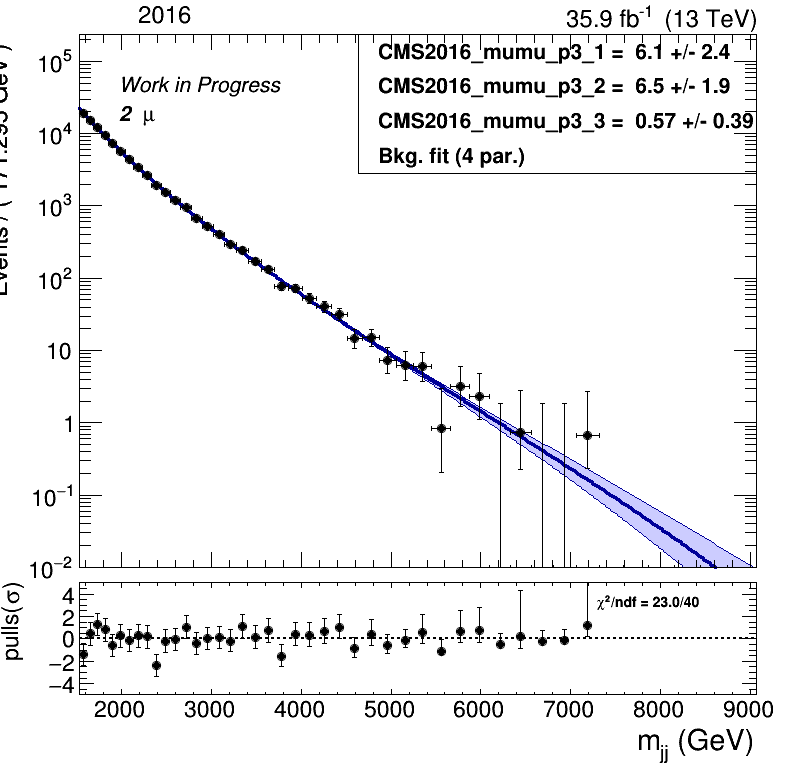 2016
35.9 fb⁻¹ (13 TeV)
CMS2016_mumu_p3_1 = 6.1 +/- 2.4
CMS2016_mumu_p3_2 = 6.5 +/- 1.9
CMS2016_mumu_p3_3 = 0.57 +/- 0.39
Bkg. fit (4 par.)
Work in Progress
2 μ
10⁵
10⁴
10³
10²
10
1
10⁻¹
10⁻²
pulls(σ)
4
2
0
−2
−4
χ²/ndf = 23.0/40
2000 3000 4000 5000 6000 7000 8000 9000
m_jj (GeV)